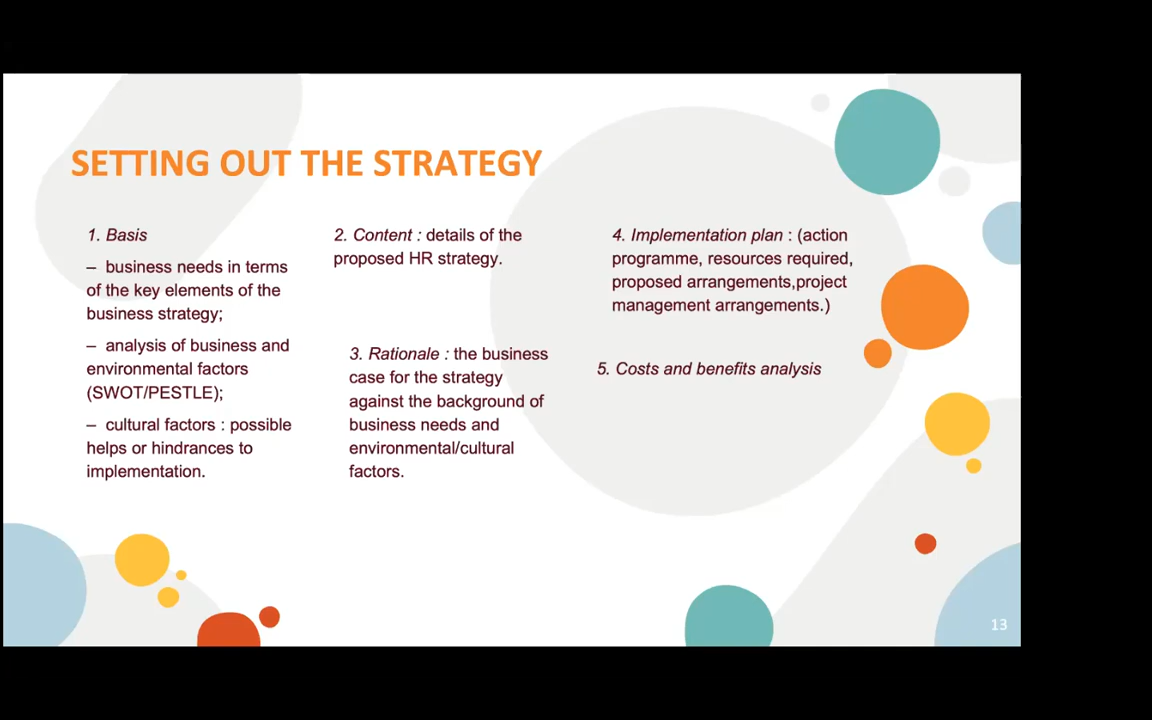 SETTING OUT THE STRATEGY
1. Basis
– business needs in terms
of the key elements of the
business strategy;
– analysis of business and
environmental factors
(SWOT/PESTLE);
– cultural factors : possible
helps or hindrances to
implementation.
2. Content : details of the
proposed HR strategy.
3. Rationale : the business
case for the strategy
against the background of
business needs and
environmental/cultural
factors.
4. Implementation plan : (action
programme, resources required,
proposed arrangements,project
management arrangements.)
5. Costs and benefits analysis
13